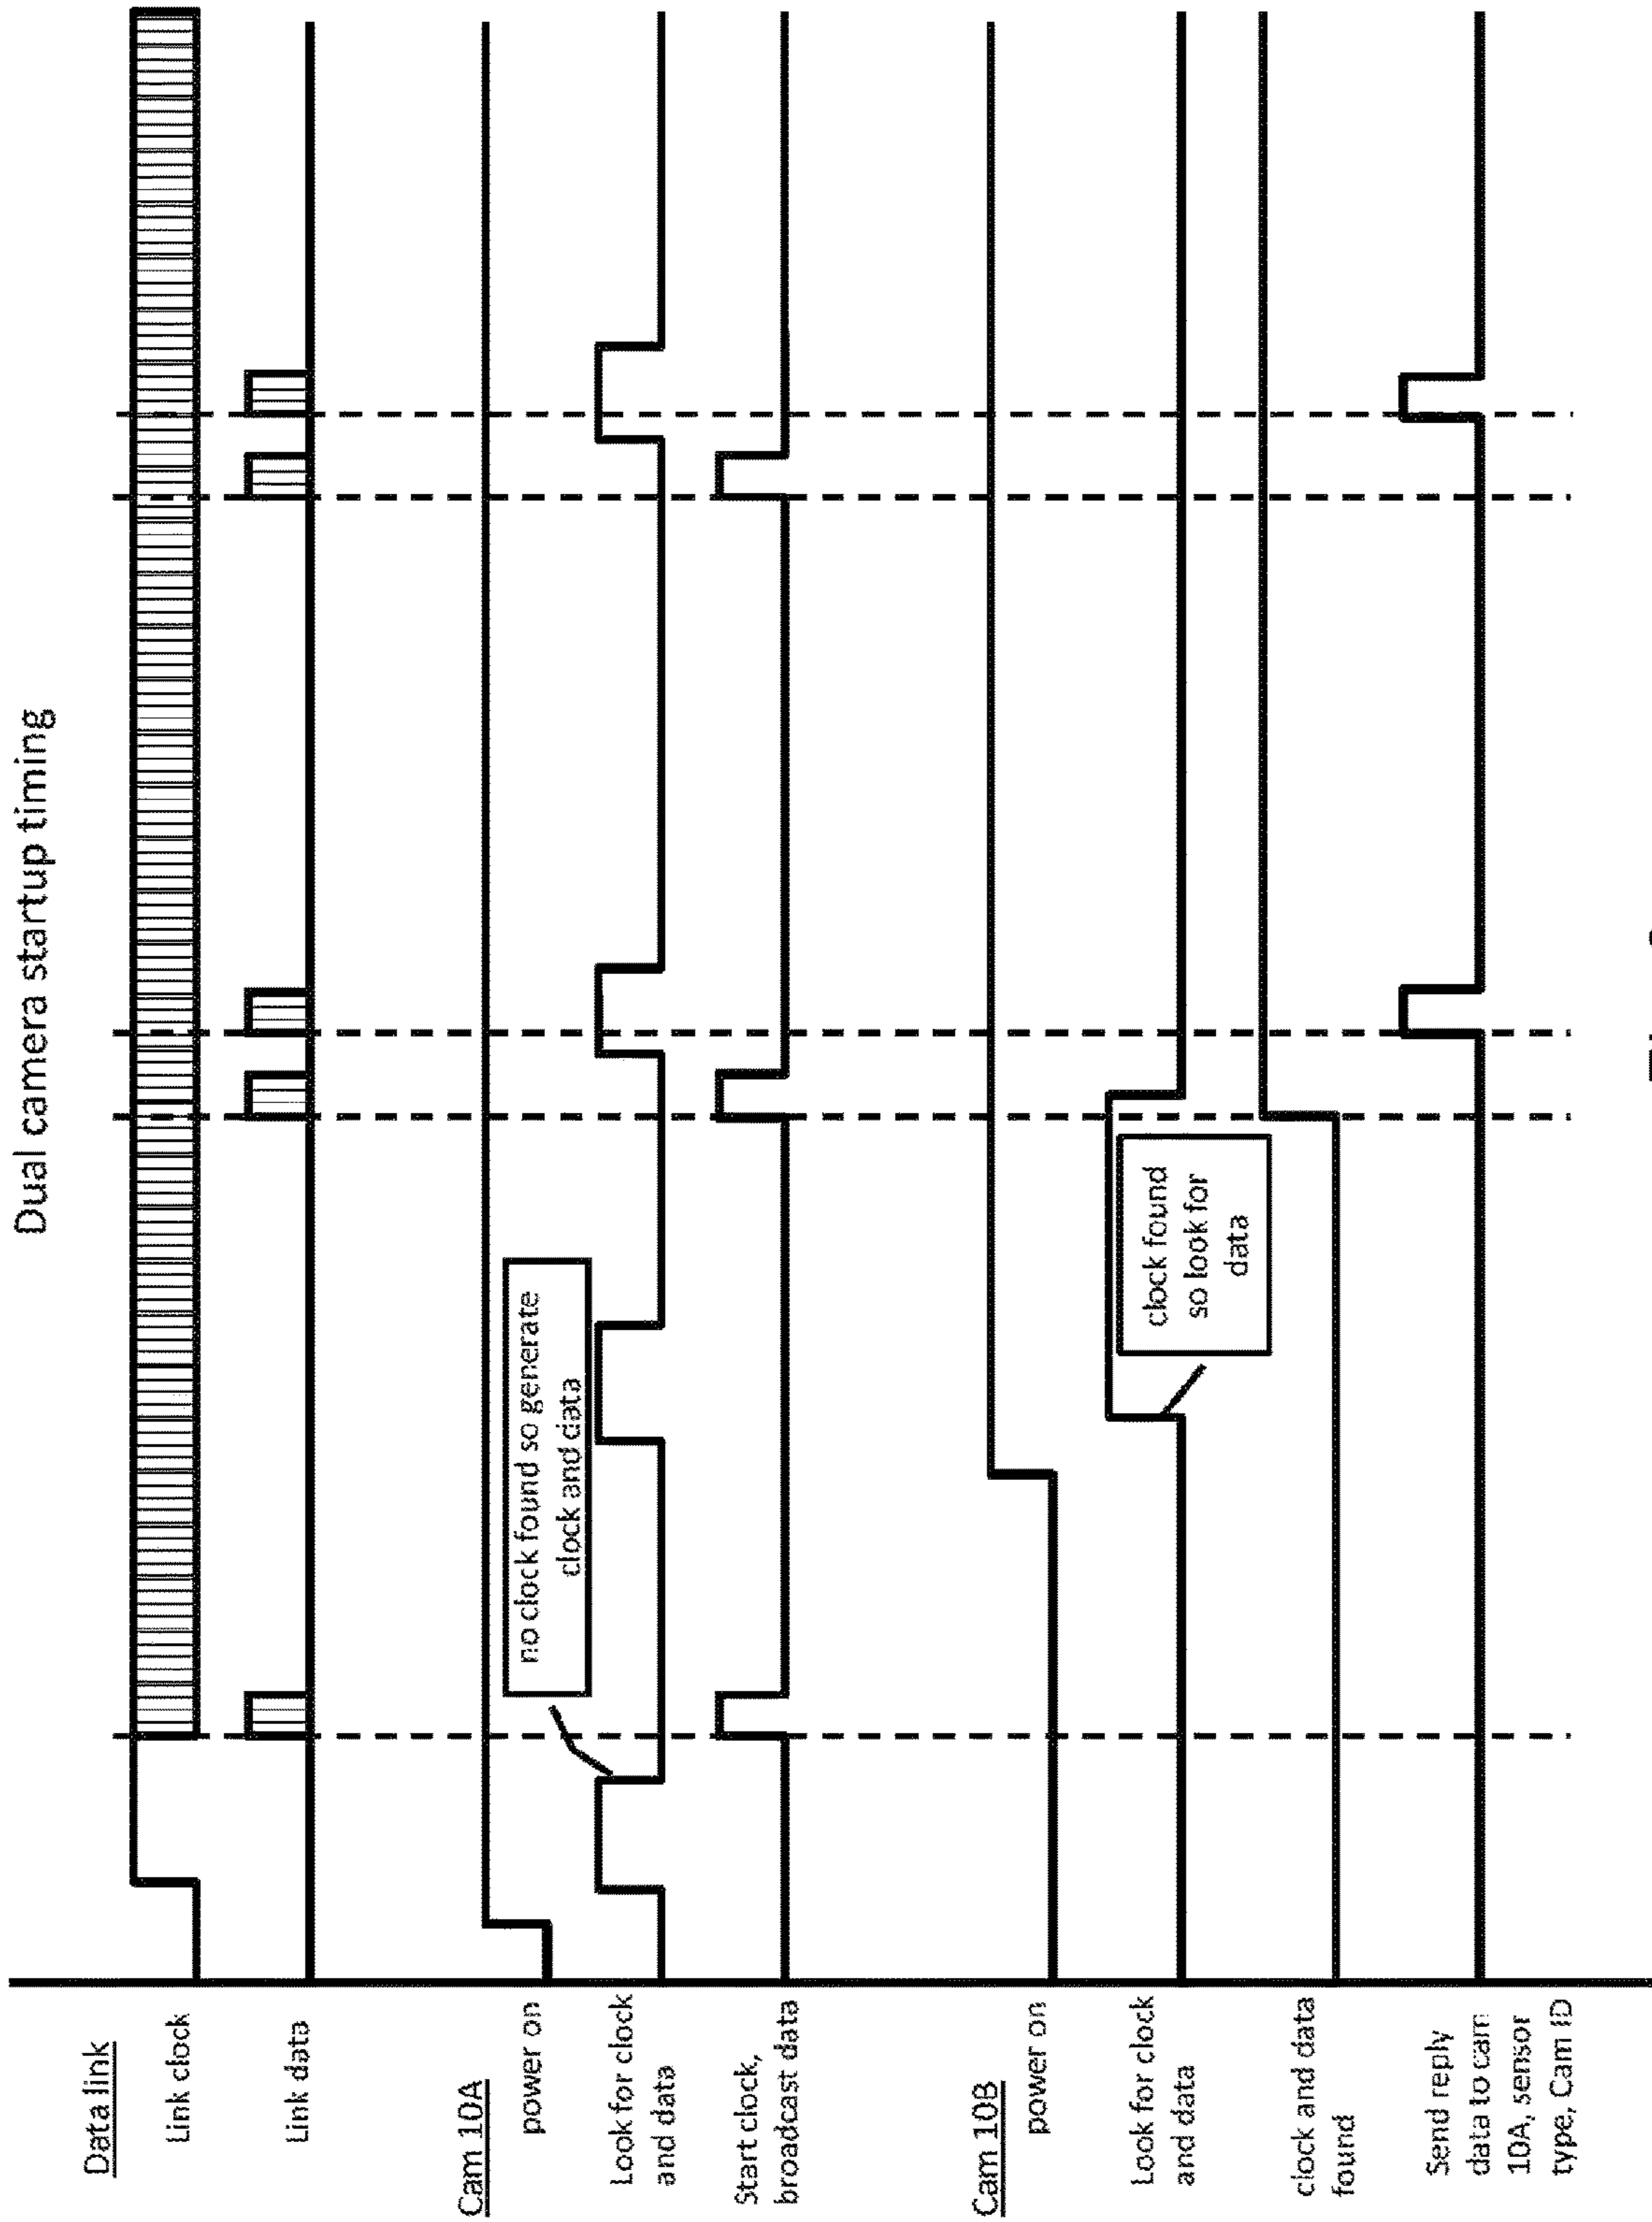 Dual camera startup timing
Data link
Link clock
Link data
Cam 10A
power on
Look for clock
and data
no clock found so generate
clock and data
Start clock,
broadcast data
Cam 10B
power on
Look for clock
and data
clock found
so look for
data
clock and data
found
Send reply
data to cam
10A, sensor
type, Cam ID